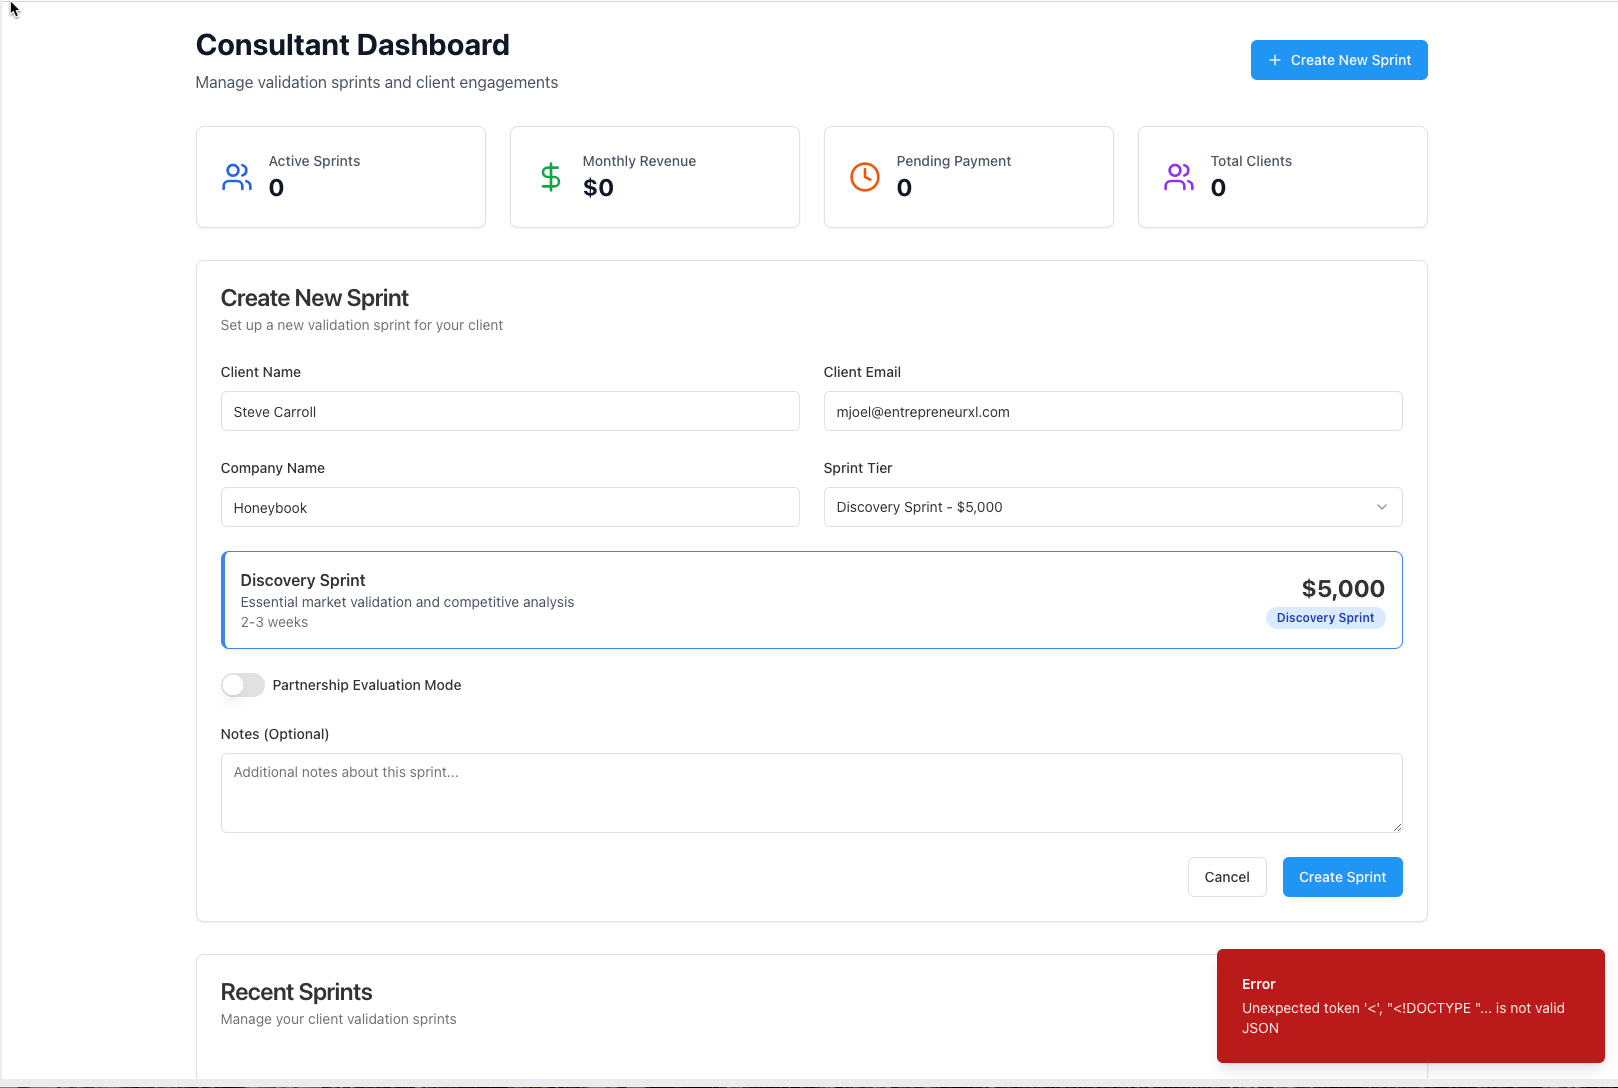 Consultant Dashboard
Manage validation sprints and client engagements
Create New Sprint
Active Sprints
0
Monthly Revenue
$0
Pending Payment
0
Total Clients
0
Create New Sprint
Set up a new validation sprint for your client
Client Name
Client Email
Steve Carroll
mjoel@entrepreneurxl.com
Company Name
Sprint Tier
Honeybook
Discovery Sprint - $5,000
Discovery Sprint
Essential market validation and competitive analysis
2-3 weeks
$5,000
Discovery Sprint
Partnership Evaluation Mode
Notes (Optional)
Additional notes about this sprint...
Cancel
Create Sprint
Recent Sprints
Manage your client validation sprints
Error
Unexpected token '<', "<!DOCTYPE "... is not valid
JSON